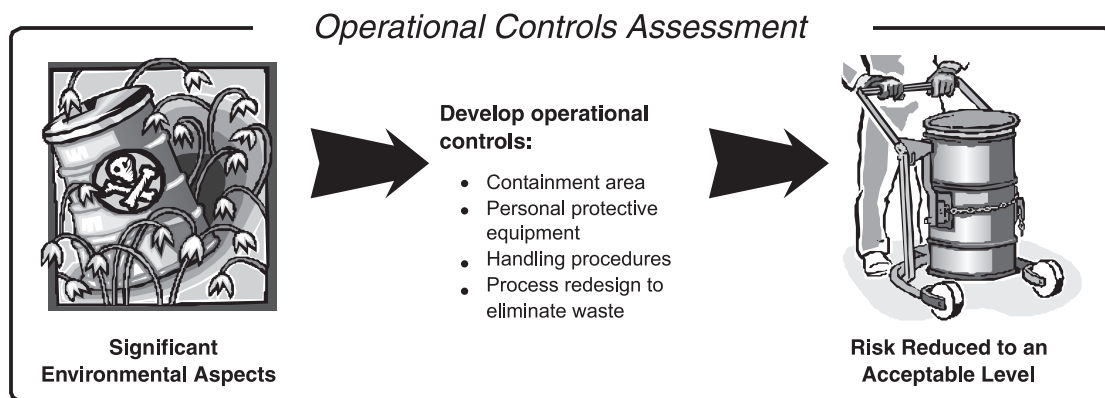 Operational Controls Assessment
Develop operational
controls:
• Containment area
• Personal protective
equipment
• Handling procedures
• Process redesign to
eliminate waste
Significant
Environmental Aspects
Risk Reduced to an
Acceptable Level